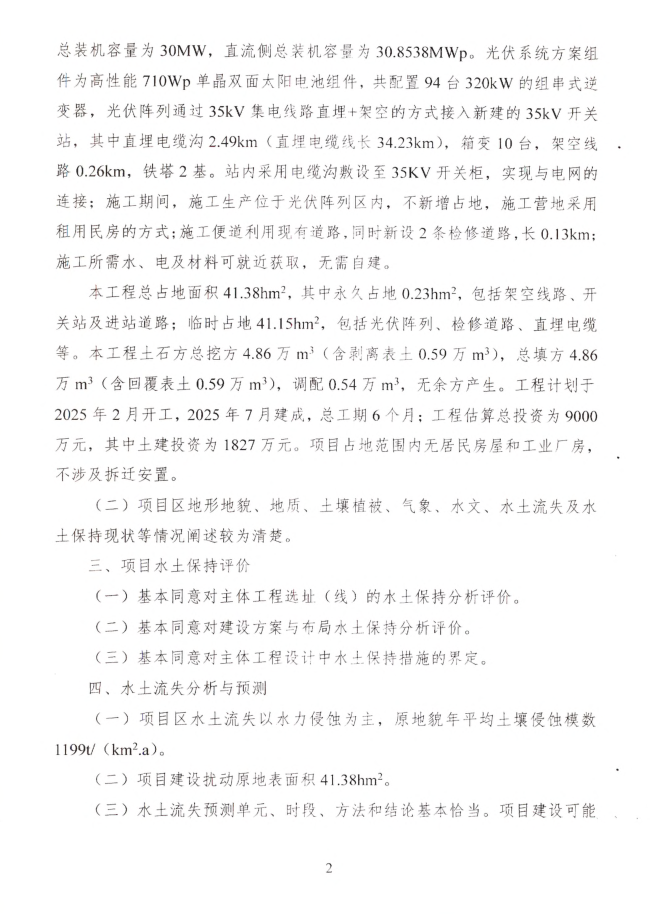 总装机容量为 30MW，直流侧总装机容量为 30.8538MWp。光伏系统方案组
件为高性能 710Wp 单晶双面太阳电池组件，共配置 94 台 320kW 的组串式逆
变器，光伏阵列通过 35kV 集电线路直埋+架空的方式接入新建的 35kV 开关
站，其中直埋电缆沟 2.49km（直埋电缆线长 34.23km），箱变 10 台，架空线
路 0.26km，铁塔 2 基。站内采用电缆沟敷设至 35KV 开关柜，实现与电网的
连接；施工期间，施工生产位于光伏阵列区内，不新增占地，施工营地采用
租用民房的方式；施工便道利用现有道路，同时新设 2 条检修道路，长 0.13km；
施工所需水、电及材料可就近获取，无需自建。
本工程总占地面积 41.38hm²，其中永久占地 0.23hm²，包括架空线路、开
关站及进站道路；临时占地 41.15hm²，包括光伏阵列、检修道路、直埋电缆
等。本工程土石方总挖方 4.86 万 m³（含剥离表土 0.59 万 m³），总填方 4.86
万 m³（含回覆表土 0.59 万 m³），调配 0.54 万 m³，无余方产生。工程计划于
2025 年 2 月开工，2025 年 7 月建成，总工期 6 个月；工程估算总投资为 9000
万元，其中土建投资为 1827 万元。项目占地范围内无居民房屋和工业厂房，
不涉及拆迁安置。
（二）项目区地形地貌、地质、土壤植被、气象、水文、水土流失及水
土保持现状等情况阐述较为清楚。
三、项目水土保持评价
（一）基本同意对主体工程选址（线）的水土保持分析评价。
（二）基本同意对建设方案与布局水土保持分析评价。
（三）基本同意对主体工程设计中水土保持措施的界定。
四、水土流失分析与预测
（一）项目区水土流失以水力侵蚀为主，原地貌年平均土壤侵蚀模数
1199t/（km².a）。
（二）项目建设扰动原地表面积 41.38hm²。
（三）水土流失预测单元、时段、方法和结论基本恰当。项目建设可能
2